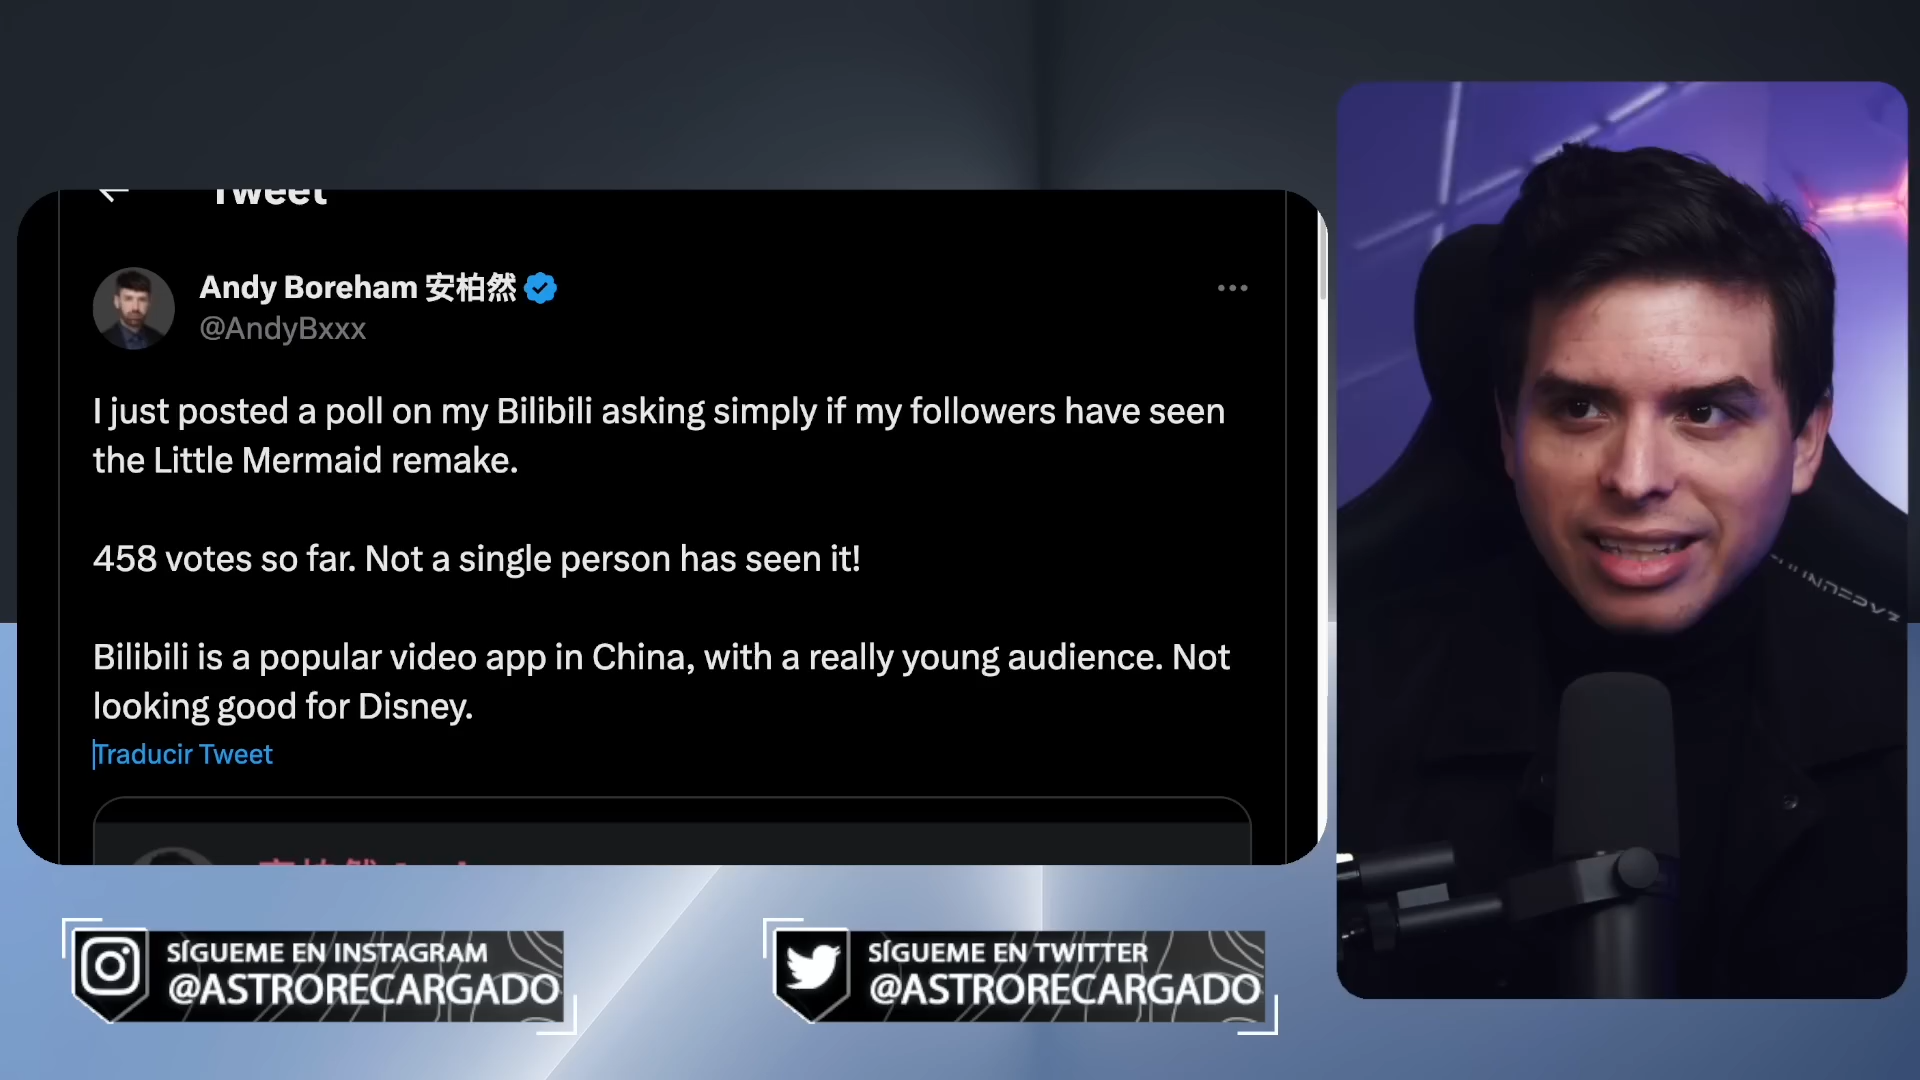 Tweet
Andy Boreham 安柏然
@AndyBxxx
I just posted a poll on my Bilibili asking simply if my followers have seen
the Little Mermaid remake.
458 votes so far. Not a single person has seen it!
Bilibili is a popular video app in China, with a really young audience. Not
looking good for Disney.
Traducir Tweet
SÍGUEME EN INSTAGRAM
@ASTRORECARGADO
SÍGUEME EN TWITTER
@ASTRORECARGADO